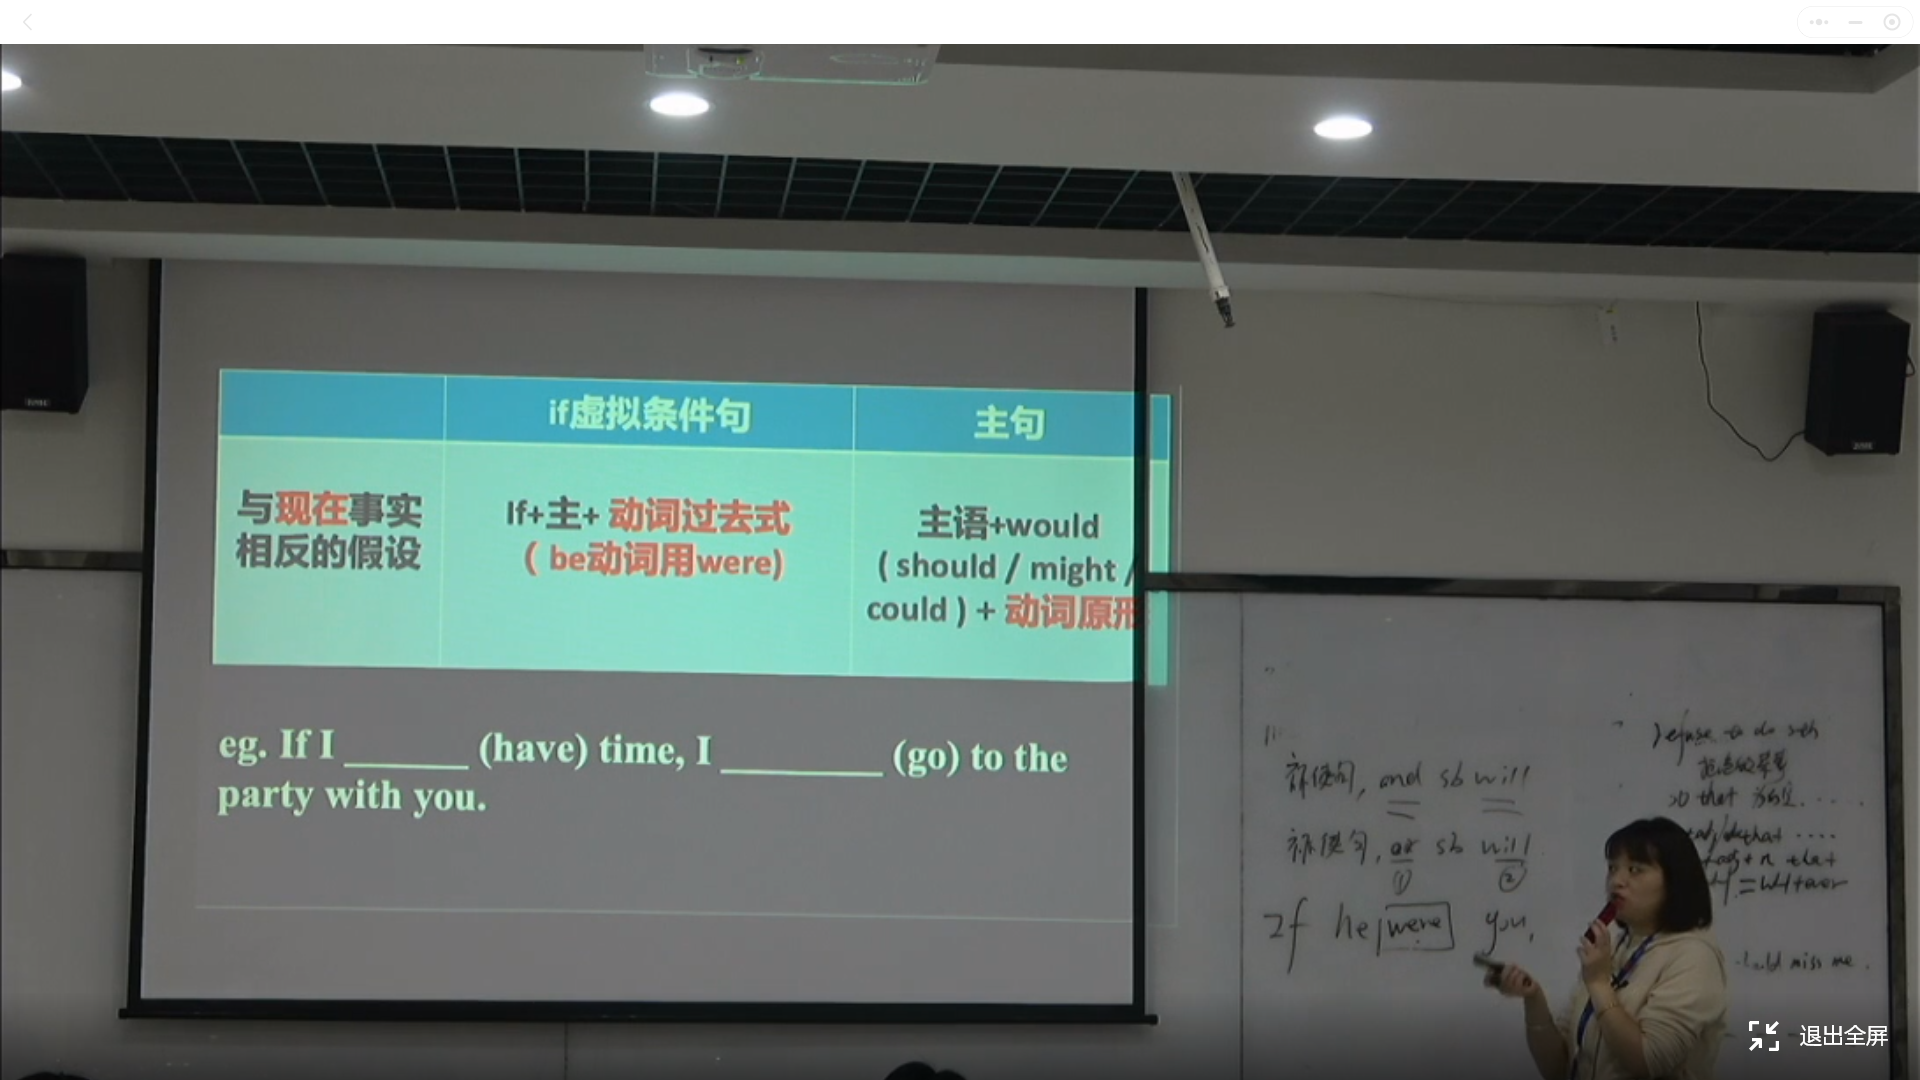 if虚拟条件句
主句
与现在事实
相反的假设
If+主+ 动词过去式
( be动词用were)
主语+would
( should / might /
could ) + 动词原形
eg. If I ______ (have) time, I ________ (go) to the
party with you.
祈使句, and sb will
祈使句, or sb will
① ②
If he were you,
refuse to do sth
so that
miss me.
退出全屏